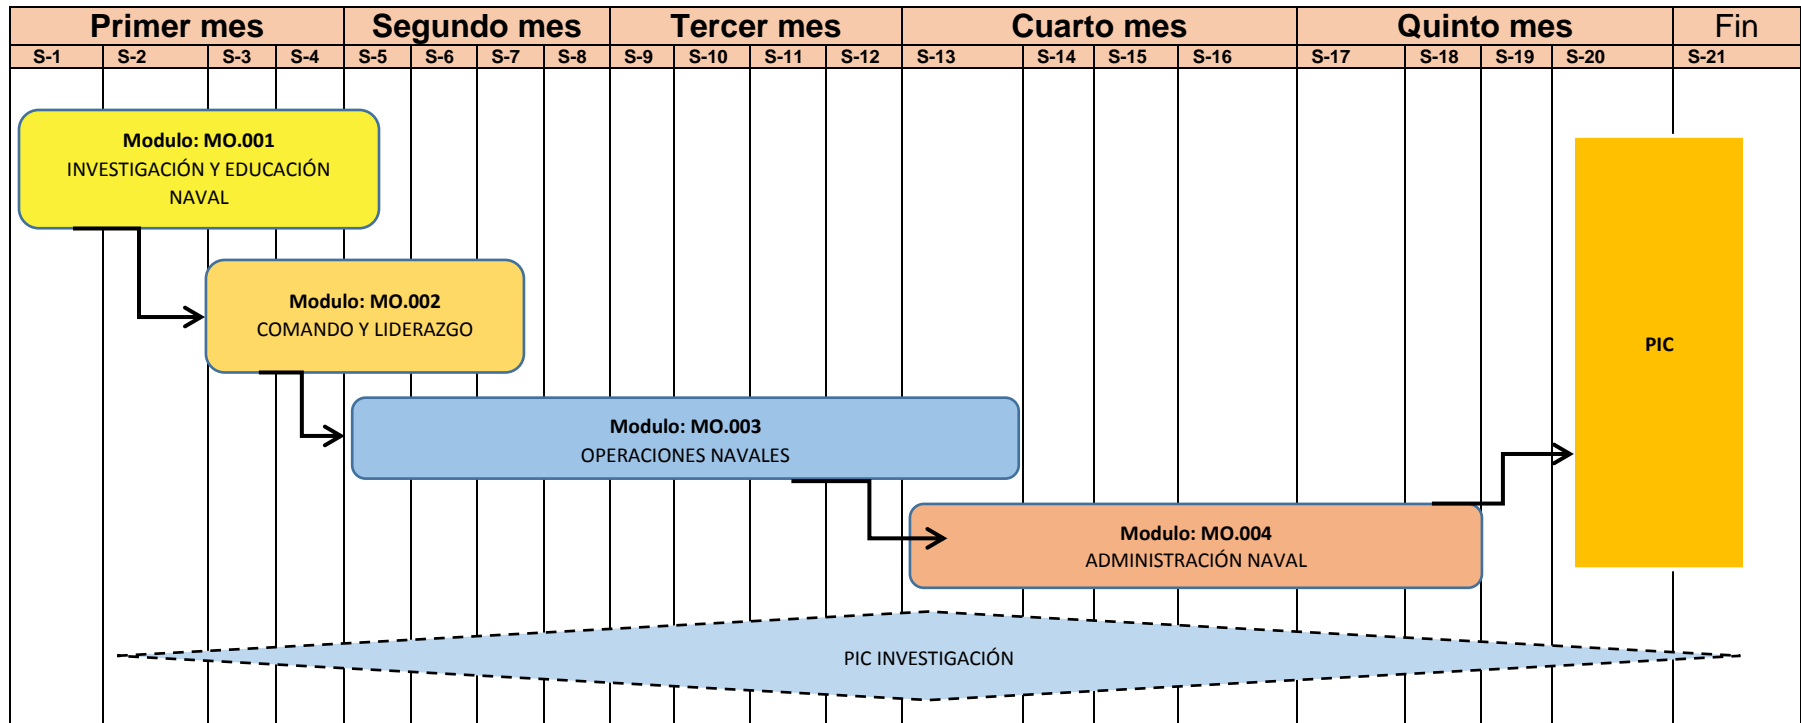 Primer mes Segundo mes Tercer mes Cuarto mes Quinto mes Fin
S-1 S-2 S-3 S-4 S-5 S-6 S-7 S-8 S-9 S-10 S-11 S-12 S-13 S-14 S-15 S-16 S-17 S-18 S-19 S-20 S-21
Modulo: MO.001
INVESTIGACIÓN Y EDUCACIÓN
NAVAL
Modulo: MO.002
COMANDO Y LIDERAZGO
Modulo: MO.003
OPERACIONES NAVALES
Modulo: MO.004
ADMINISTRACIÓN NAVAL
PIC
PIC INVESTIGACIÓN